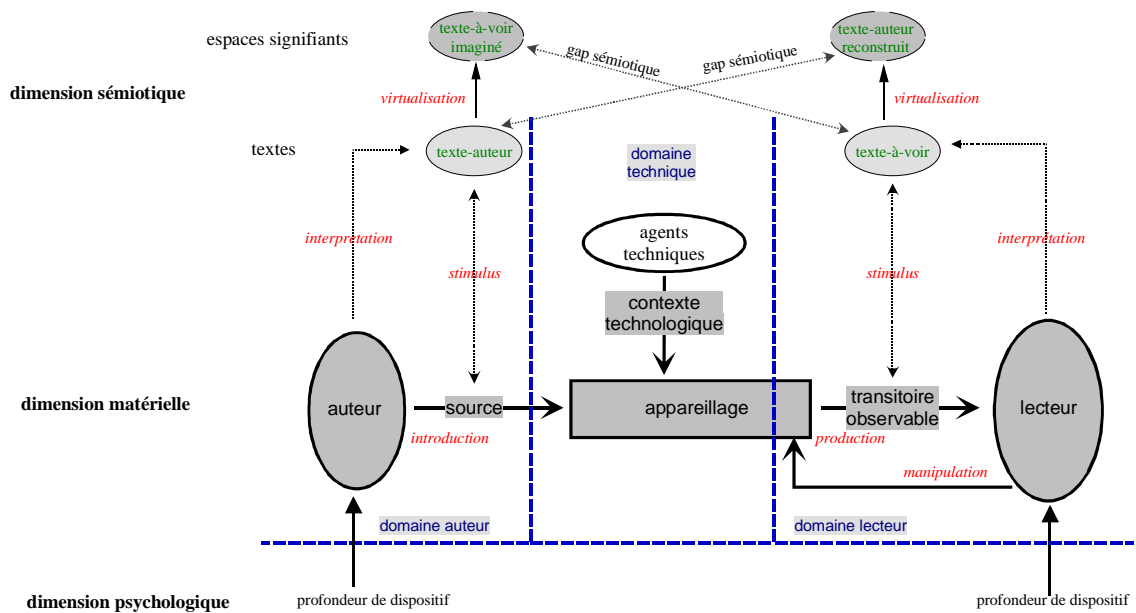 espaces signifiants
texte-à-voir
imaginé
gap sémiotique
gap sémiotique
texte-auteur
reconstruit
dimension sémiotique
virtualisation
virtualisation
textes
texte-auteur
domaine
technique
texte-à-voir
interprétation
stimulus
agents
techniques
stimulus
interprétation
contexte
technologique
dimension matérielle
auteur
source
appareillage
transitoire
observable
lecteur
introduction
production
manipulation
domaine auteur
domaine lecteur
dimension psychologique
profondeur de dispositif
profondeur de dispositif